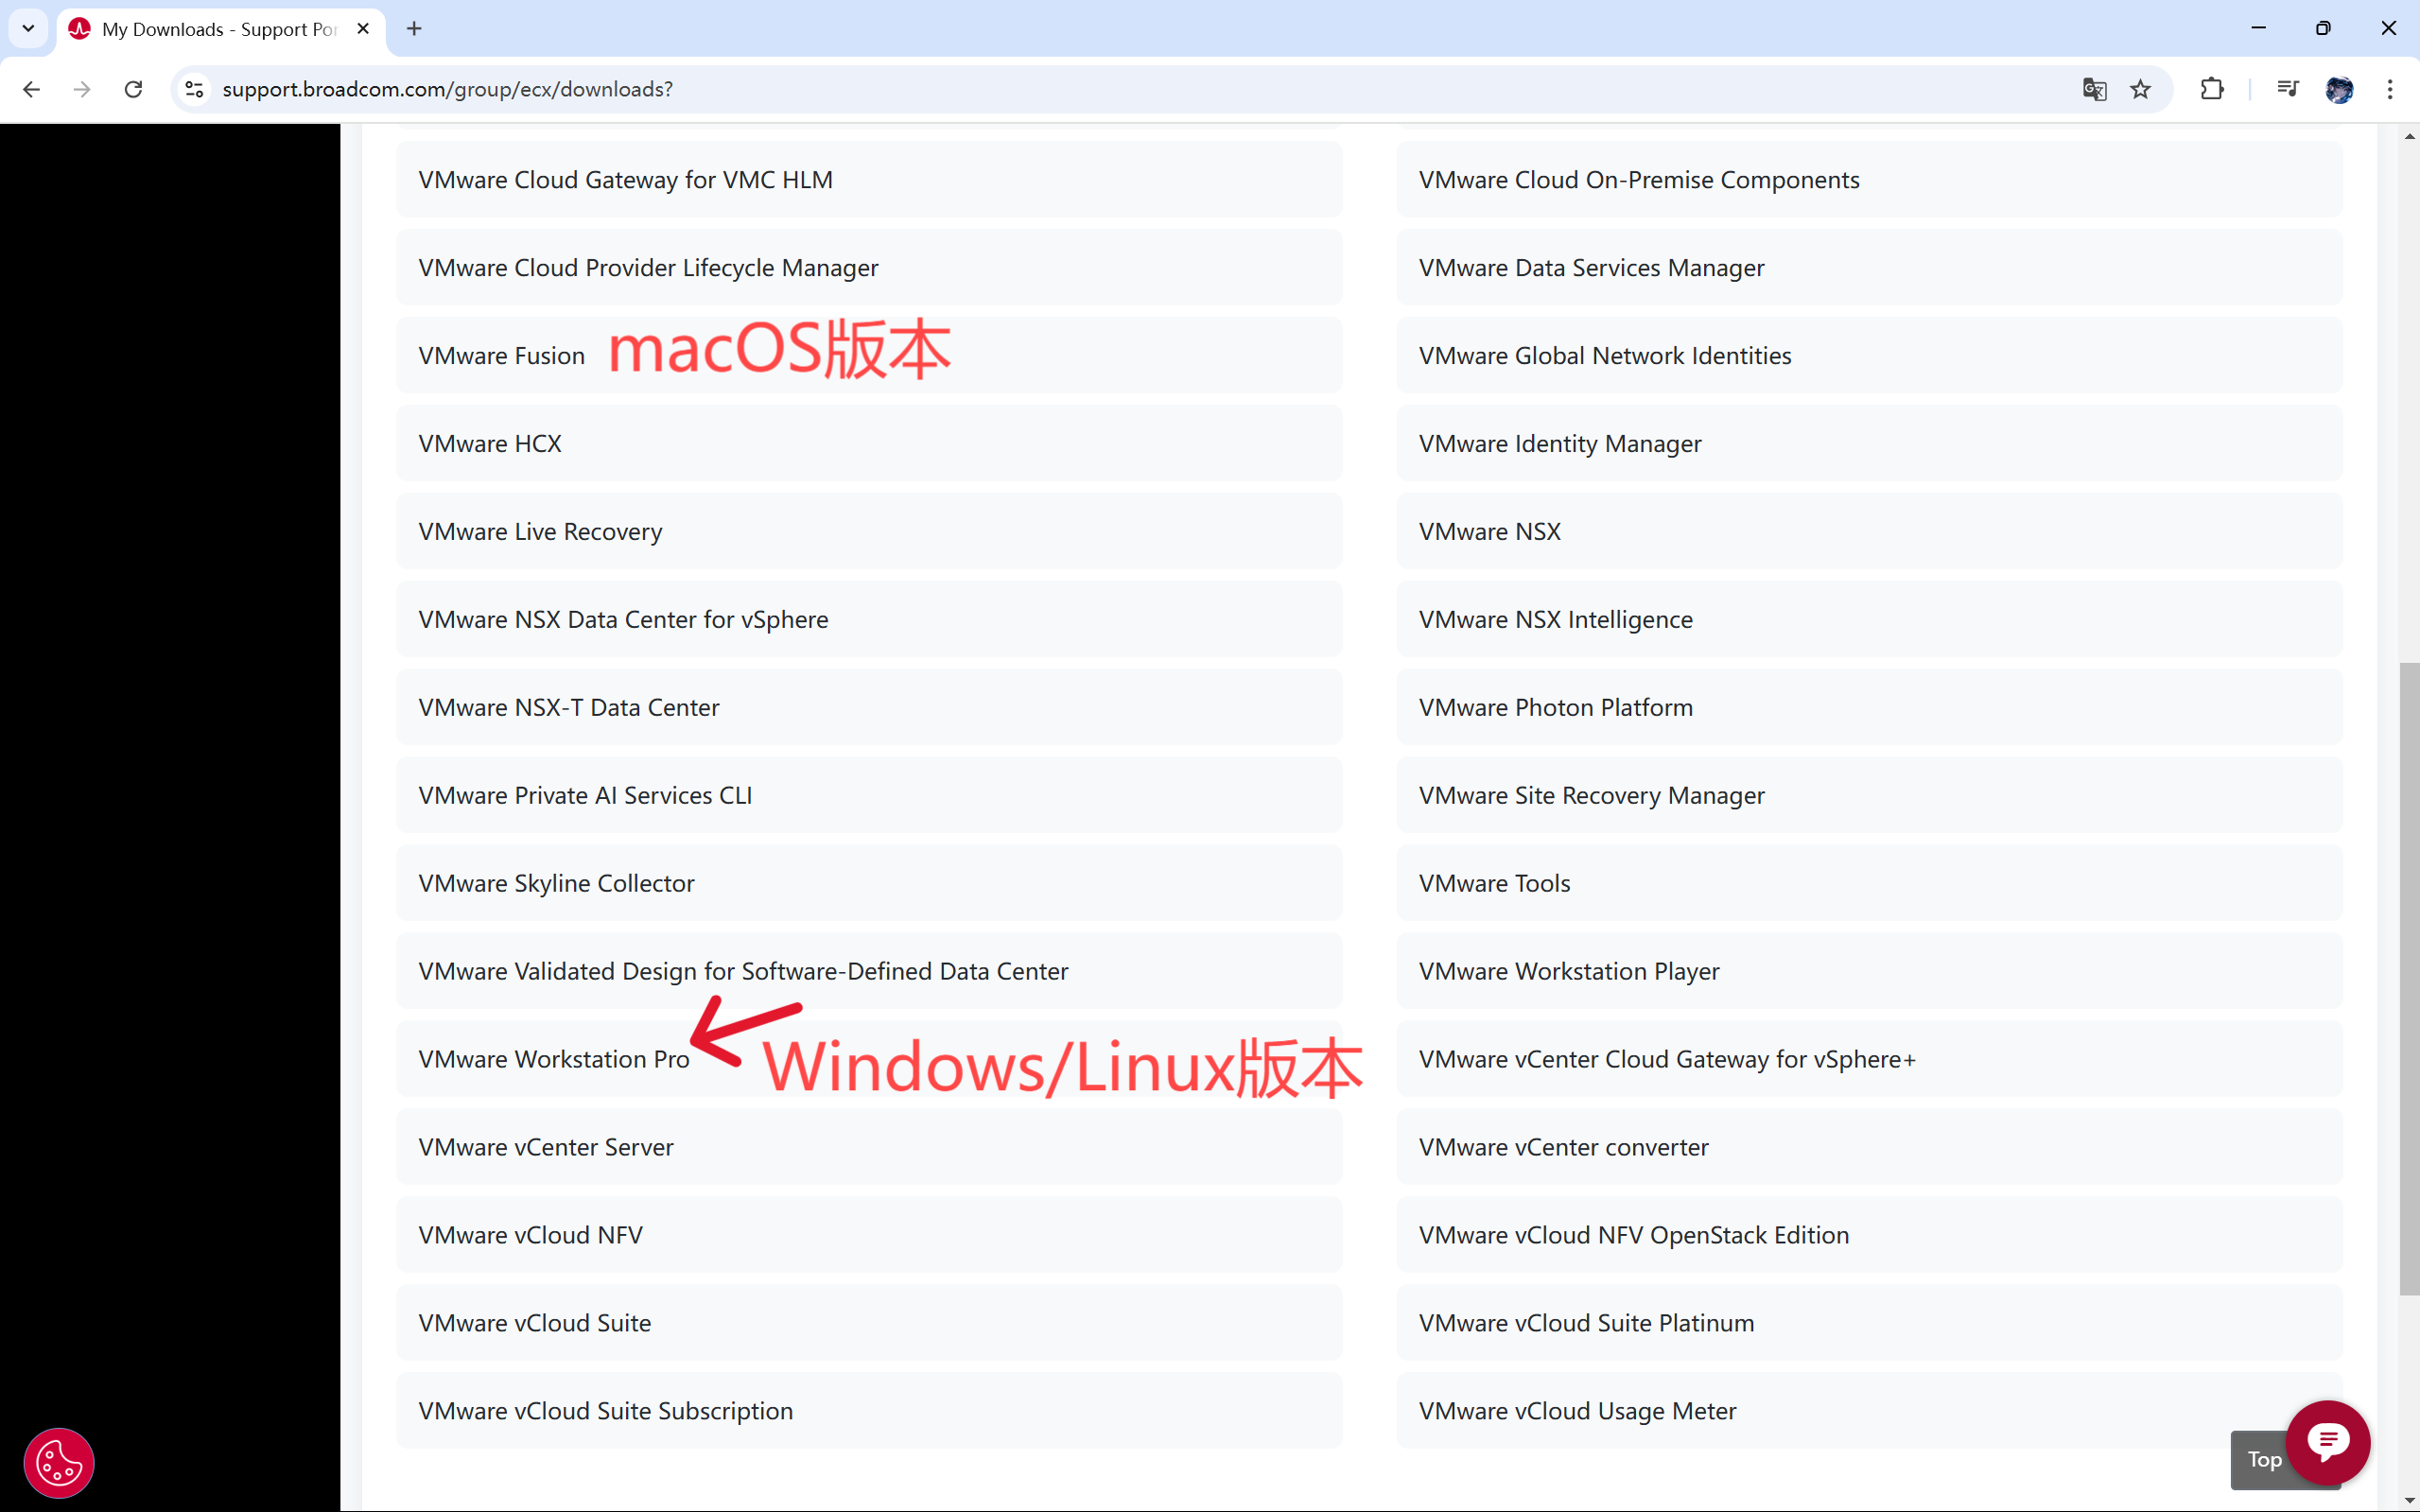 My Downloads - Support Por
support.broadcom.com/group/ecx/downloads?
VMware Cloud Gateway for VMC HLM
VMware Cloud On-Premise Components
VMware Cloud Provider Lifecycle Manager
VMware Data Services Manager
VMware Fusion macOS版本
VMware Global Network Identities
VMware HCX
VMware Identity Manager
VMware Live Recovery
VMware NSX
VMware NSX Data Center for vSphere
VMware NSX Intelligence
VMware NSX-T Data Center
VMware Photon Platform
VMware Private AI Services CLI
VMware Site Recovery Manager
VMware Skyline Collector
VMware Tools
VMware Validated Design for Software-Defined Data Center
VMware Workstation Player
VMware Workstation Pro Windows/Linux版本
VMware vCenter Cloud Gateway for vSphere+
VMware vCenter Server
VMware vCenter converter
VMware vCloud NFV
VMware vCloud NFV OpenStack Edition
VMware vCloud Suite
VMware vCloud Suite Platinum
VMware vCloud Suite Subscription
VMware vCloud Usage Meter
Top